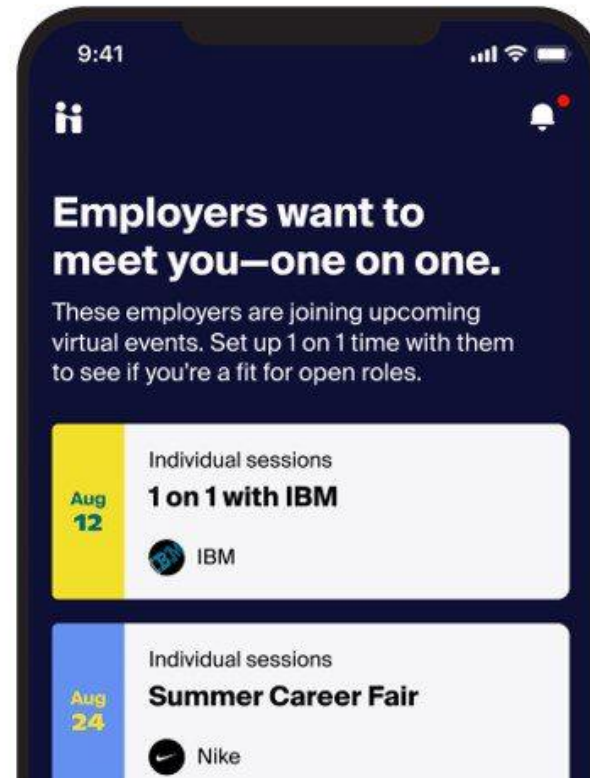 9:41
Employers want to
meet you—one on one.
These employers are joining upcoming
virtual events. Set up 1 on 1 time with them
to see if you're a fit for open roles.
Individual sessions
Aug
12
1 on 1 with IBM
IBM
IBM
Individual sessions
Aug
24
Summer Career Fair
Nike